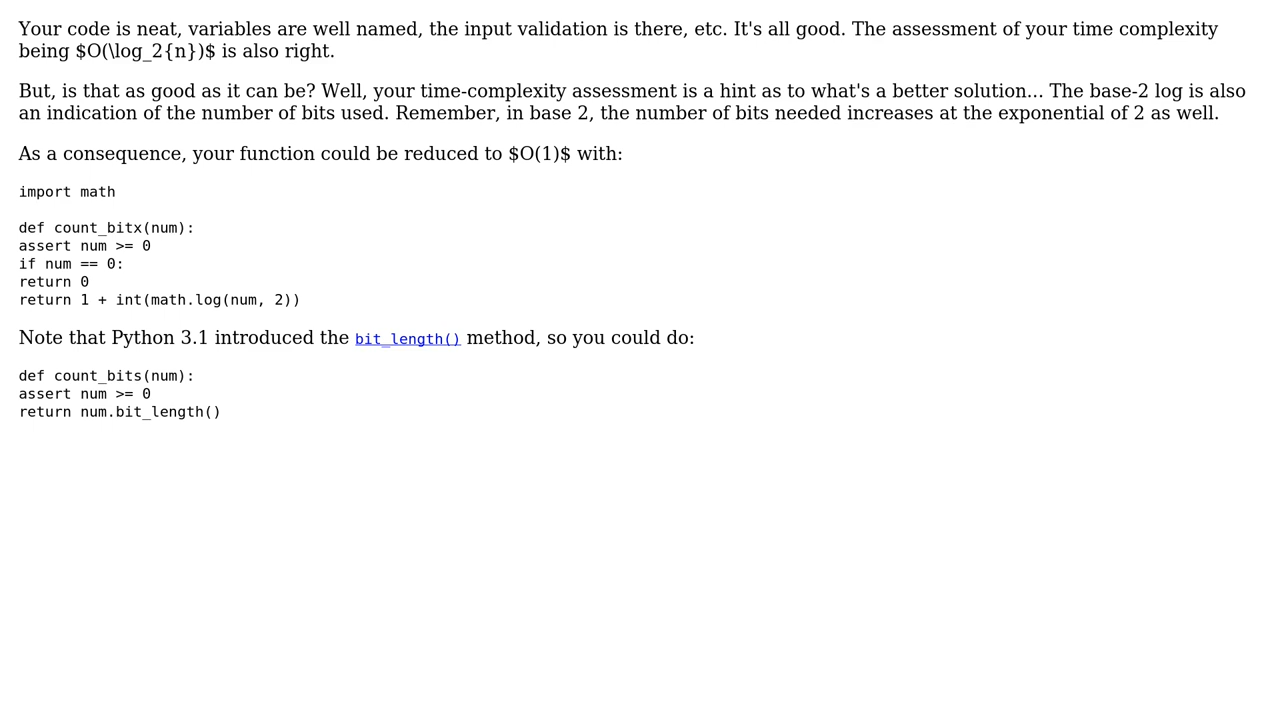 Your code is neat, variables are well named, the input validation is there, etc. It's all good. The assessment of your time complexity
being $O(\log_2{n})$ is also right.
But, is that as good as it can be? Well, your time-complexity assessment is a hint as to what's a better solution... The base-2 log is also
an indication of the number of bits used. Remember, in base 2, the number of bits needed increases at the exponential of 2 as well.
As a consequence, your function could be reduced to $O(1)$ with:
import math
def count_bitx(num):
assert num >= 0
if num == 0:
return 0
return 1 + int(math.log(num, 2))
Note that Python 3.1 introduced the bit_length() method, so you could do:
def count_bits(num):
assert num >= 0
return num.bit_length()